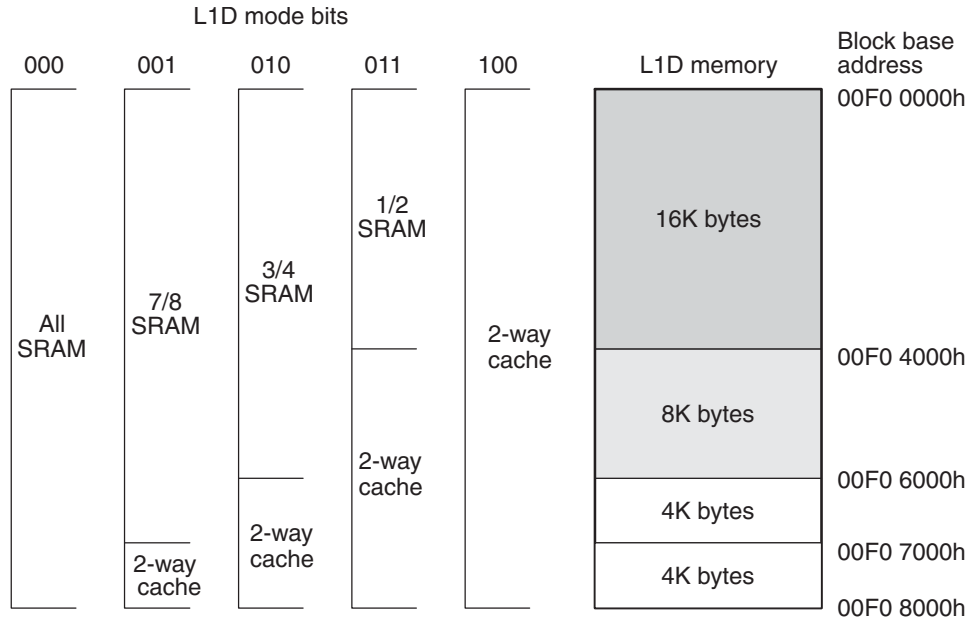 L1D mode bits
000 001 010 011 100 L1D memory
Block base
address
00F0 0000h
All
SRAM
7/8
SRAM
2-way
cache
3/4
SRAM
2-way
cache
1/2
SRAM
2-way
cache
2-way
cache
16K bytes
00F0 4000h
8K bytes
00F0 6000h
4K bytes
00F0 7000h
4K bytes
00F0 8000h